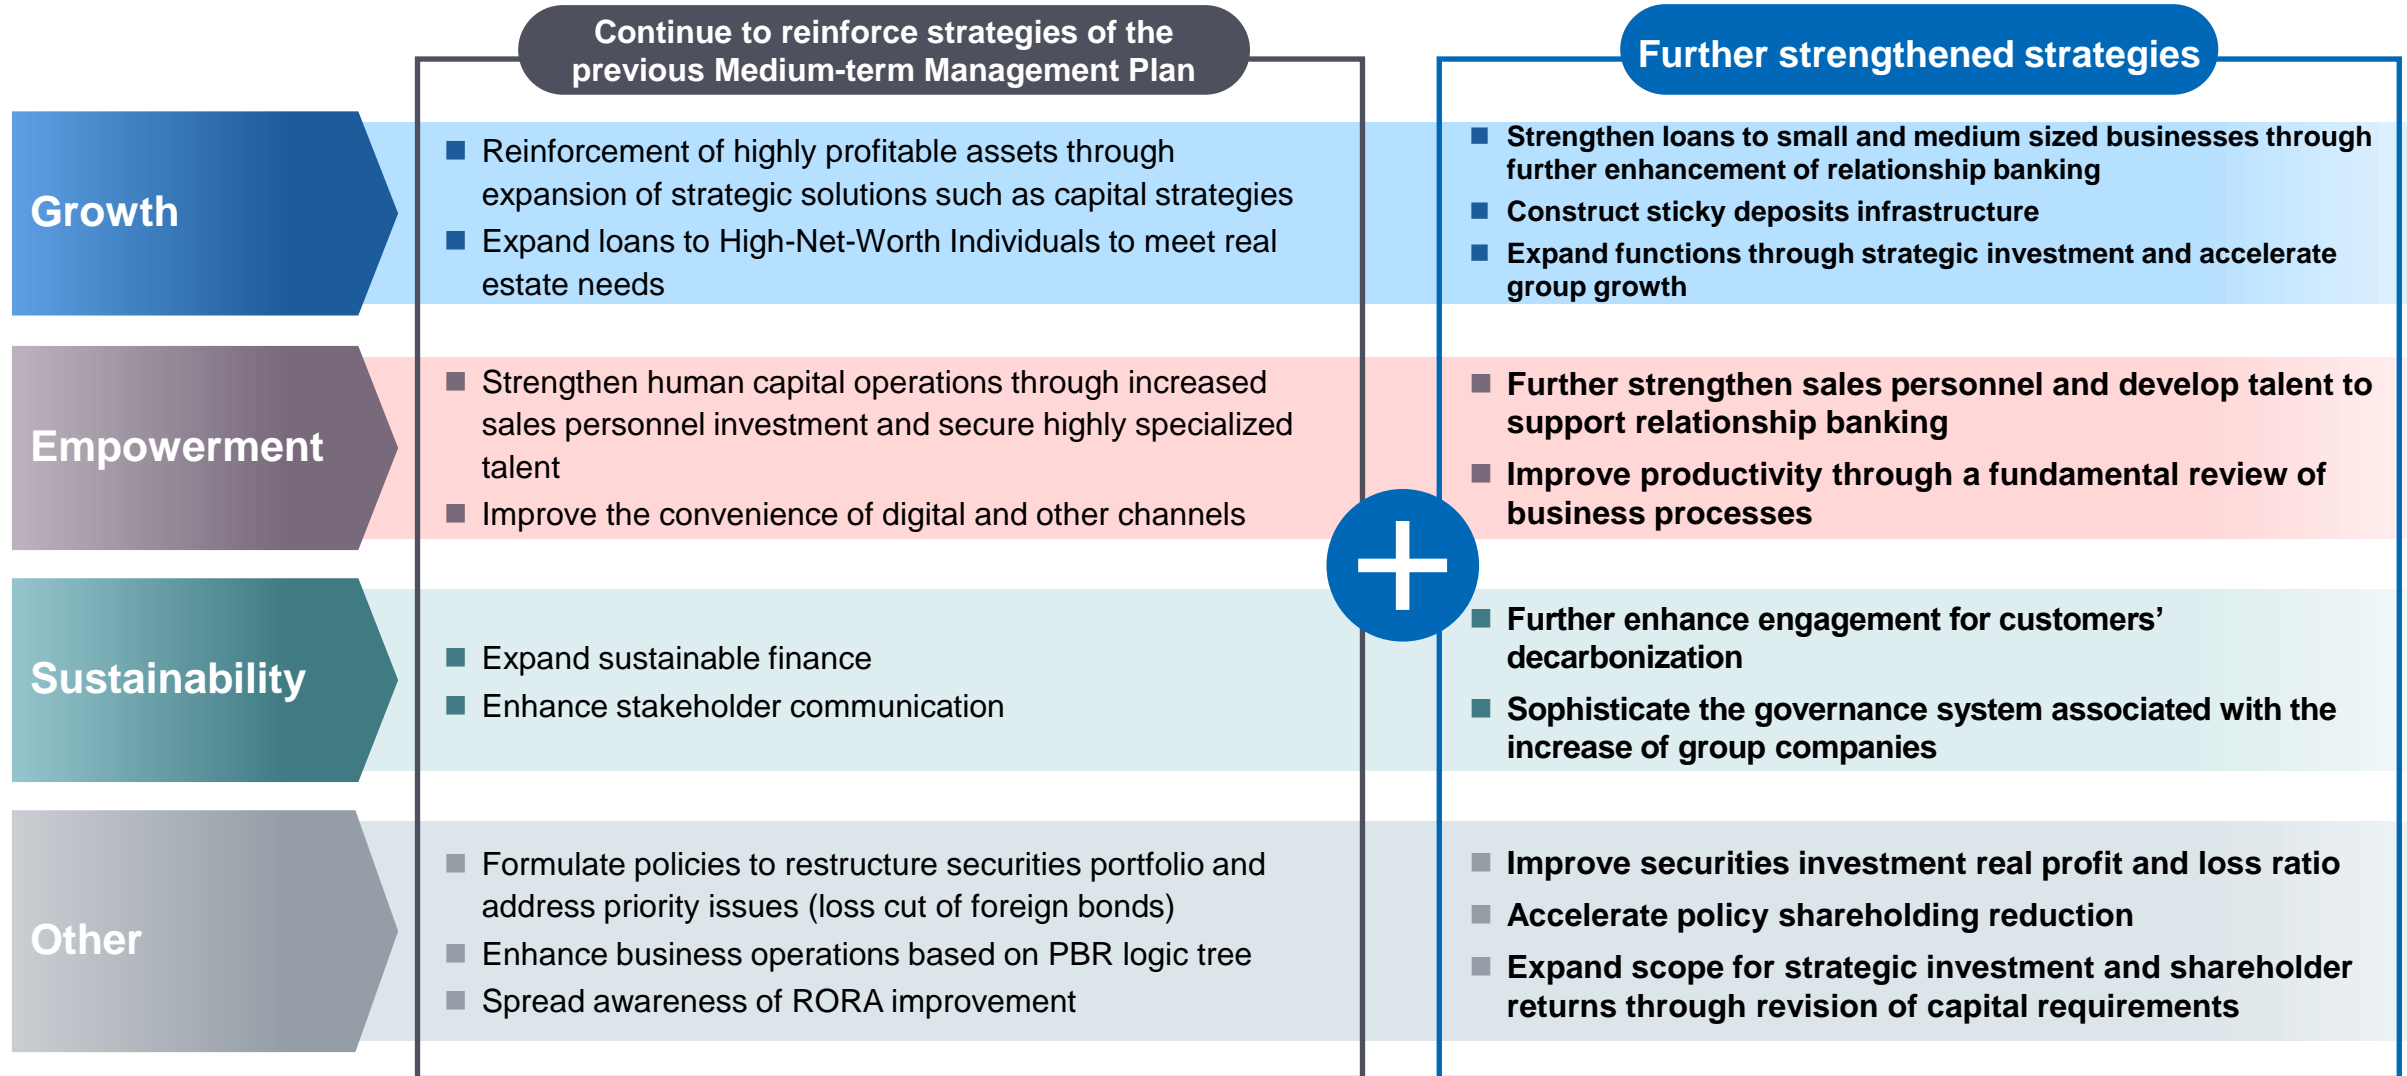 Continue to reinforce strategies of the
previous Medium-term Management Plan
Further strengthened strategies
Growth
Reinforcement of highly profitable assets through
expansion of strategic solutions such as capital strategies
Expand loans to High-Net-Worth Individuals to meet real
estate needs
Strengthen loans to small and medium sized businesses through
further enhancement of relationship banking
Construct sticky deposits infrastructure
Expand functions through strategic investment and accelerate
group growth
Empowerment
Strengthen human capital operations through increased
sales personnel investment and secure highly specialized
talent
Improve the convenience of digital and other channels
Further strengthen sales personnel and develop talent to
support relationship banking
Improve productivity through a fundamental review of
business processes
Sustainability
Expand sustainable finance
Enhance stakeholder communication
Further enhance engagement for customers’
decarbonization
Sophisticate the governance system associated with the
increase of group companies
Other
Formulate policies to restructure securities portfolio and
address priority issues (loss cut of foreign bonds)
Enhance business operations based on PBR logic tree
Spread awareness of RORA improvement
Improve securities investment real profit and loss ratio
Accelerate policy shareholding reduction
Expand scope for strategic investment and shareholder
returns through revision of capital requirements